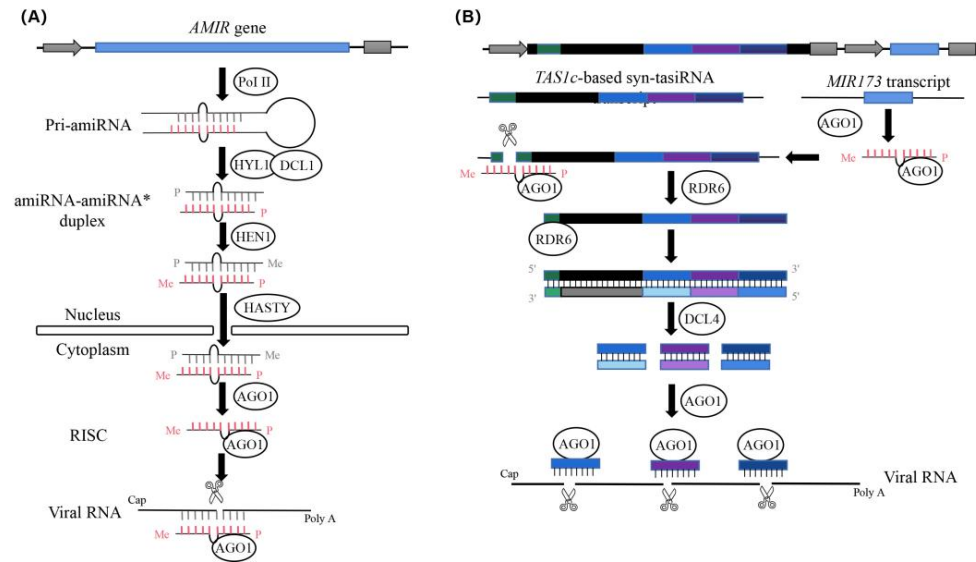 (A)
AMIR gene
PoI II
Pri-amiRNA
HYL1
DCL1
P
amiRNA-amiRNA*
duplex
P
HEN1
P
Me
Me
P
HASTY
Nucleus
Cytoplasm
P
Me
Me
P
AGO1
RISC
Me
P
AGO1
Cap
Viral RNA
Poly A
Me
P
AGO1
(B)
TAS1c-based syn-tasiRNA
MIR173 transcript
AGO1
Me
P
AGO1
Me
P
AGO1
RDR6
RDR6
5'
3'
3'
5'
DCL4
AGO1
AGO1
AGO1
AGO1
Cap
Viral RNA
Poly A